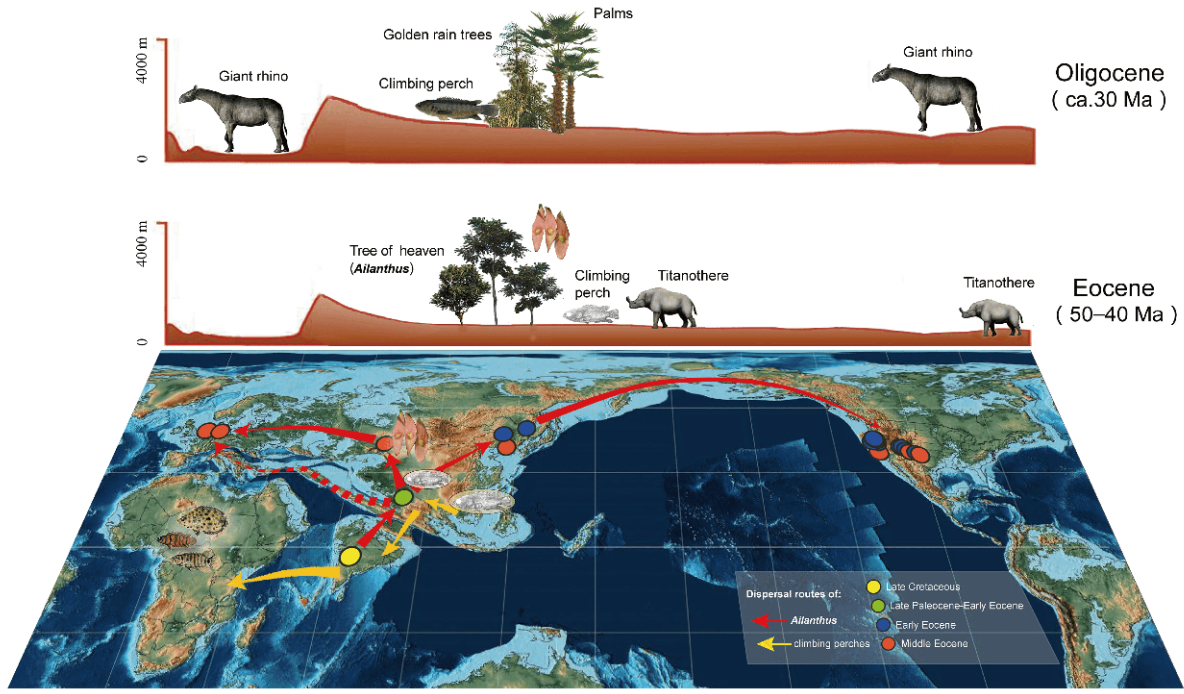 Palms
Golden rain trees
4000 m
Giant rhino
Climbing perch
Giant rhino
Oligocene
( ca.30 Ma )
0
4000 m
Tree of heaven
(Ailanthus)
Climbing
perch
Titanothere
Titanothere
Eocene
( 50–40 Ma )
0
Dispersal routes of:
Ailanthus
climbing perches
Late Cretaceous
Late Paleocene-Early Eocene
Early Eocene
Middle Eocene